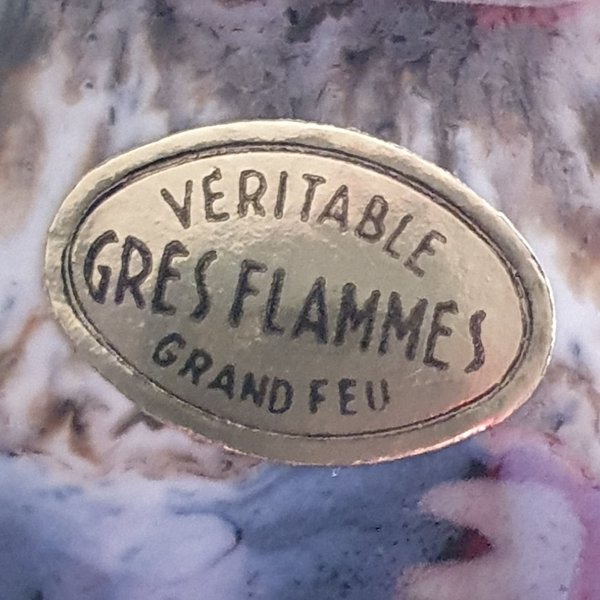 VÉRITABLE
GRES FLAMMES
GRAND FEU